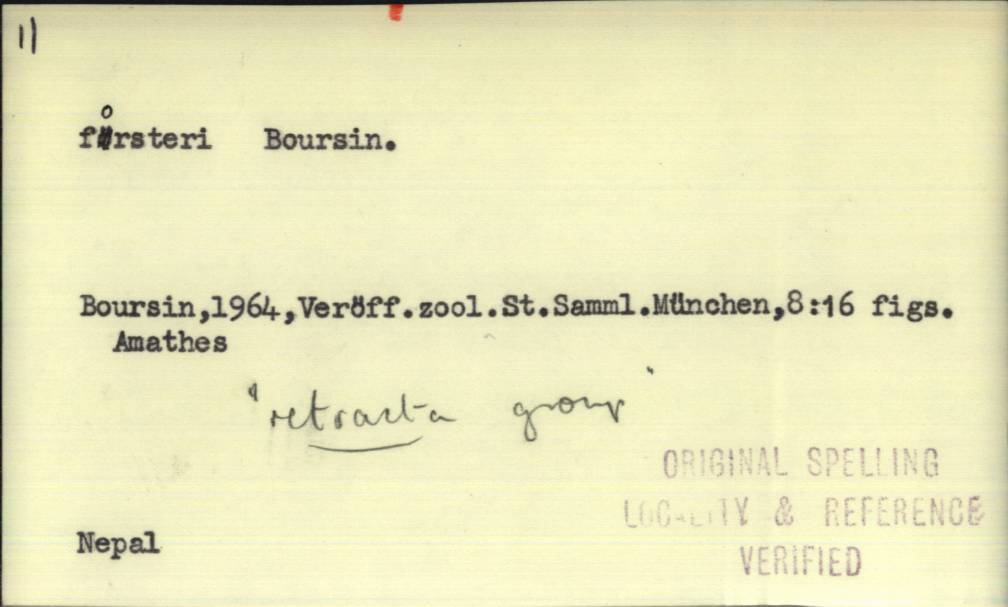 11
försteri Boursin.
Boursin,1964,Veröff.zool.St.Samml.München,8:16 figs.
Amathes
"retracta group"
ORIGINAL SPELLING
LOCALITY & REFERENCE
VERIFIED
Nepal